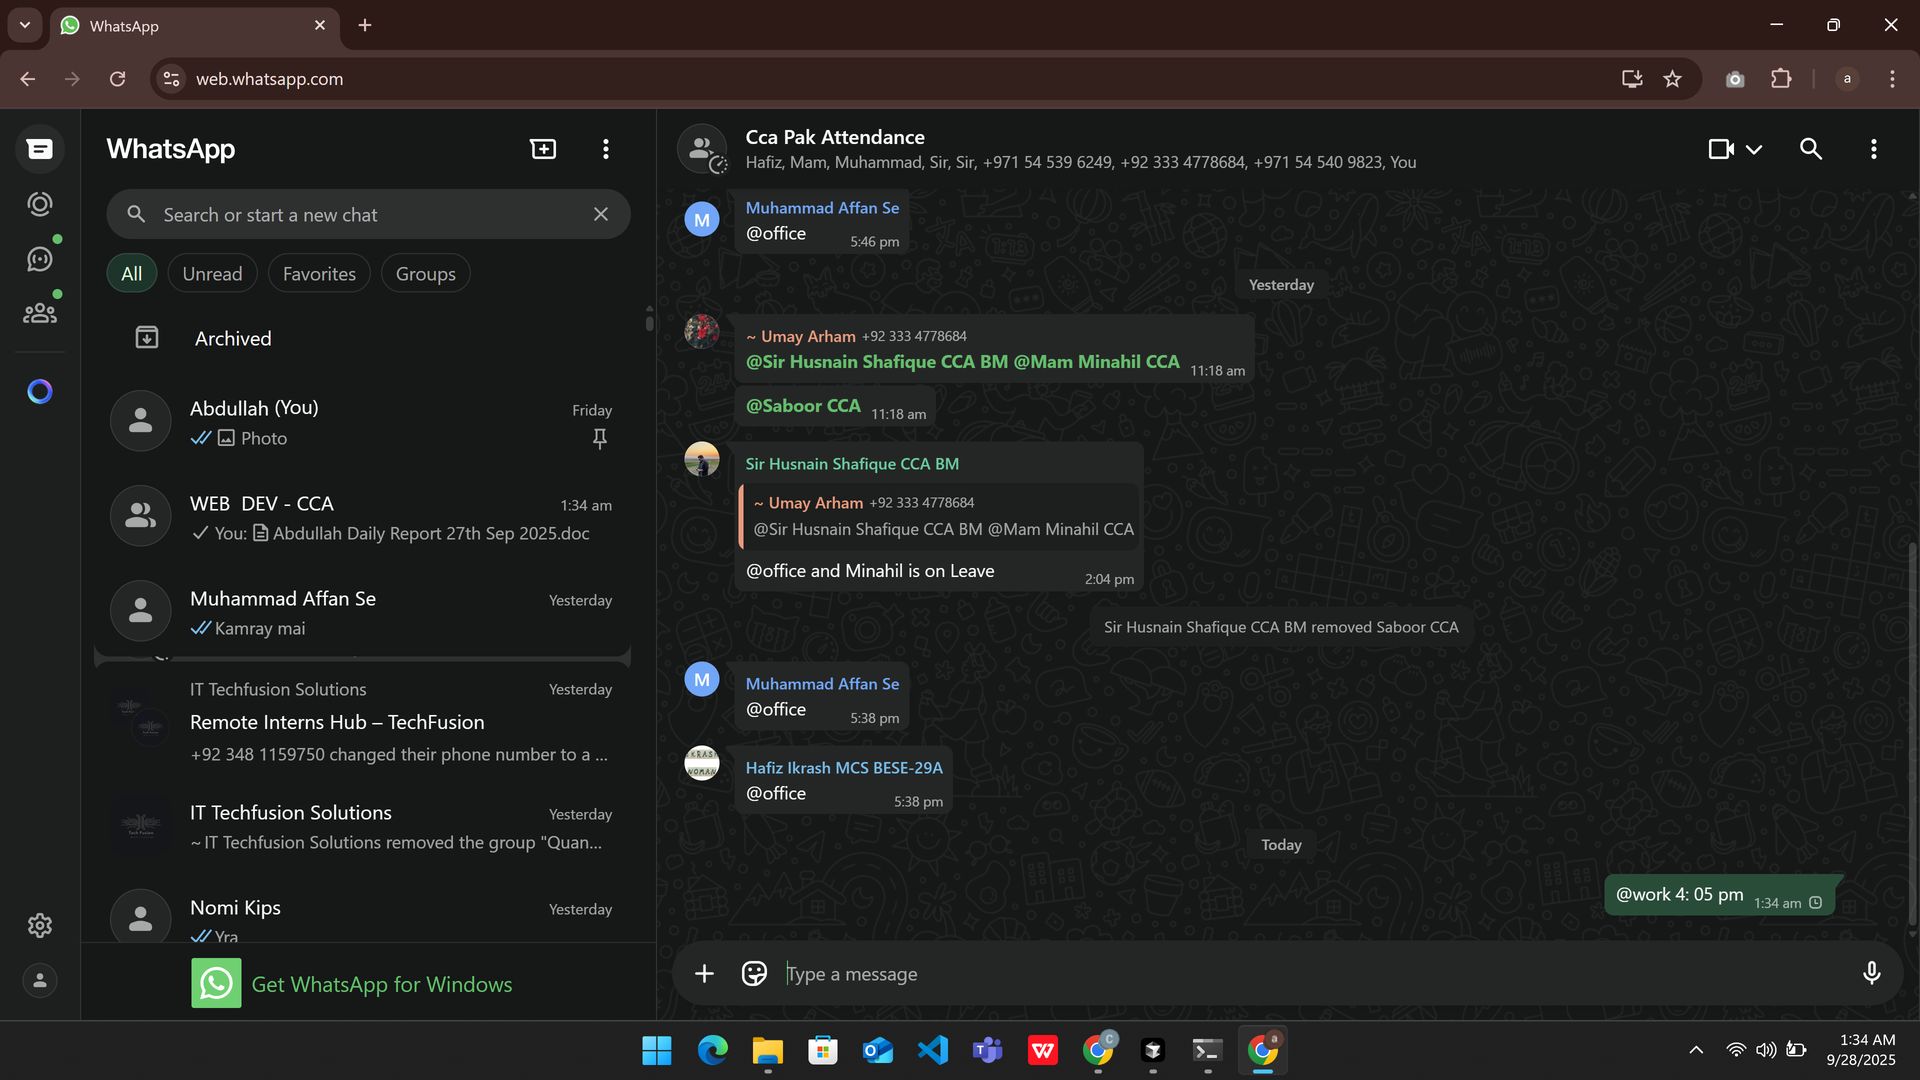 WhatsApp
web.whatsapp.com
a
WhatsApp
Search or start a new chat
All
Unread
Favorites
Groups
Archived
Abdullah (You)
Friday
Photo
WEB DEV - CCA
1:34 am
You: Abdullah Daily Report 27th Sep 2025.doc
Muhammad Affan Se
Yesterday
Kamray mai
IT Techfusion Solutions
Yesterday
Remote Interns Hub – TechFusion
+92 348 1159750 changed their phone number to a ...
IT Techfusion Solutions
Yesterday
~ IT Techfusion Solutions removed the group "Quan...
Nomi Kips
Yesterday
Yra
Get WhatsApp for Windows
Cca Pak Attendance
Hafiz, Mam, Muhammad, Sir, Sir, +971 54 539 6249, +92 333 4778684, +971 54 540 9823, You
M
Muhammad Affan Se
@office
5:46 pm
Yesterday
~ Umay Arham +92 333 4778684
@Sir Husnain Shafique CCA BM @Mam Minahil CCA
11:18 am
@Saboor CCA
11:18 am
Sir Husnain Shafique CCA BM
~ Umay Arham +92 333 4778684
@Sir Husnain Shafique CCA BM @Mam Minahil CCA
@office and Minahil is on Leave
2:04 pm
Sir Husnain Shafique CCA BM removed Saboor CCA
M
Muhammad Affan Se
@office
5:38 pm
Hafiz Ikrash MCS BESE-29A
@office
5:38 pm
Today
@work 4: 05 pm
1:34 am
Type a message
1:34 AM
9/28/2025